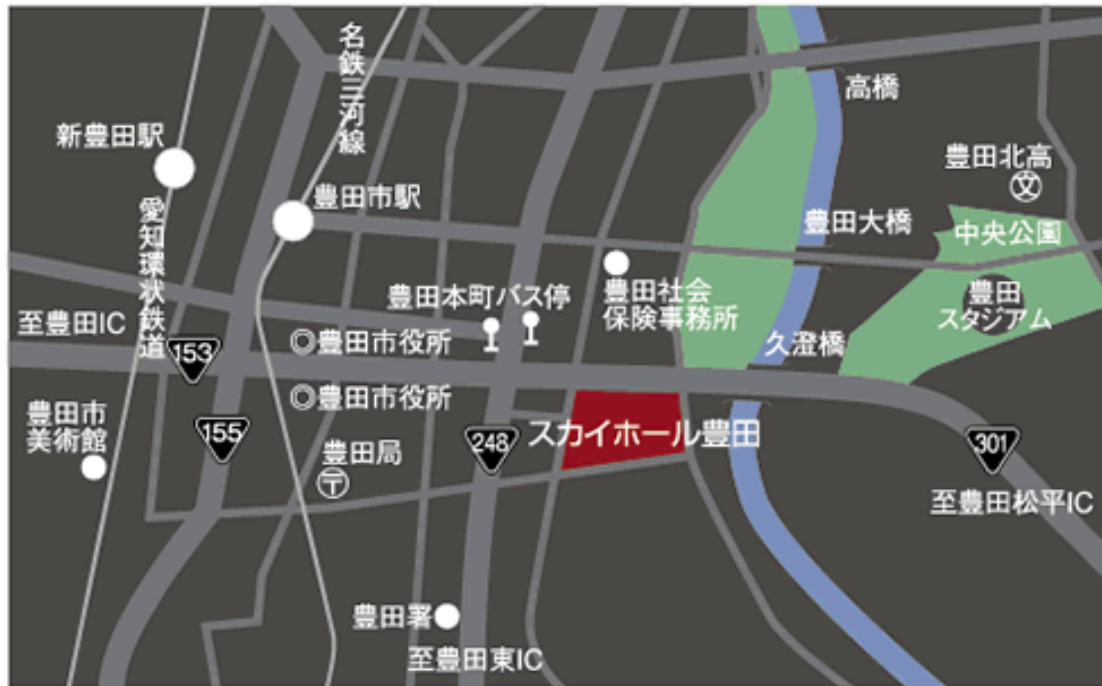 名鉄三河線
高橋
新豊田駅
豊田北高
文
豊田市駅
愛知環状鉄道
豊田大橋
中央公園
豊田本町バス停
豊田社会
保険事務所
豊田
スタジアム
至豊田IC
153
豊田市役所
久澄橋
豊田市役所
豊田市
美術館
155
豊田局
〒
248
スカイホール豊田
301
至豊田松平IC
豊田署
至豊田東IC